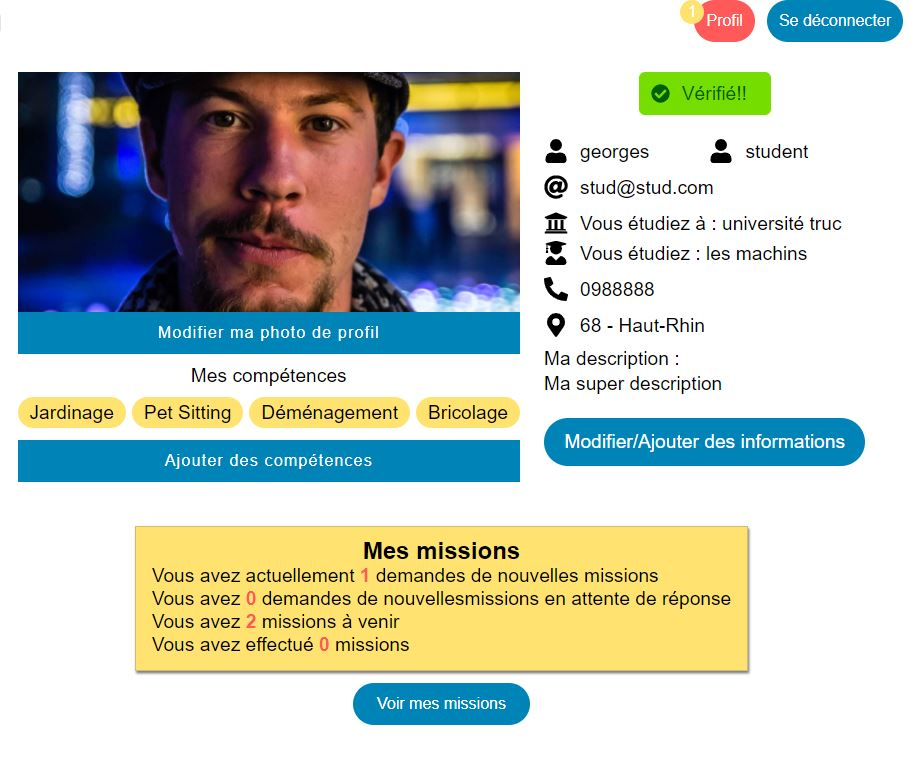 1
Profil
Se déconnecter
Vérifié!!
georges
student
stud@stud.com
Vous étudiez à : université truc
Vous étudiez : les machins
0988888
68 - Haut-Rhin
Ma description :
Ma super description
Modifier/Ajouter des informations
Modifier ma photo de profil
Mes compétences
Jardinage
Pet Sitting
Déménagement
Bricolage
Ajouter des compétences
Mes missions
Vous avez actuellement 1 demandes de nouvelles missions
Vous avez 0 demandes de nouvellesmissions en attente de réponse
Vous avez 2 missions à venir
Vous avez effectué 0 missions
Voir mes missions